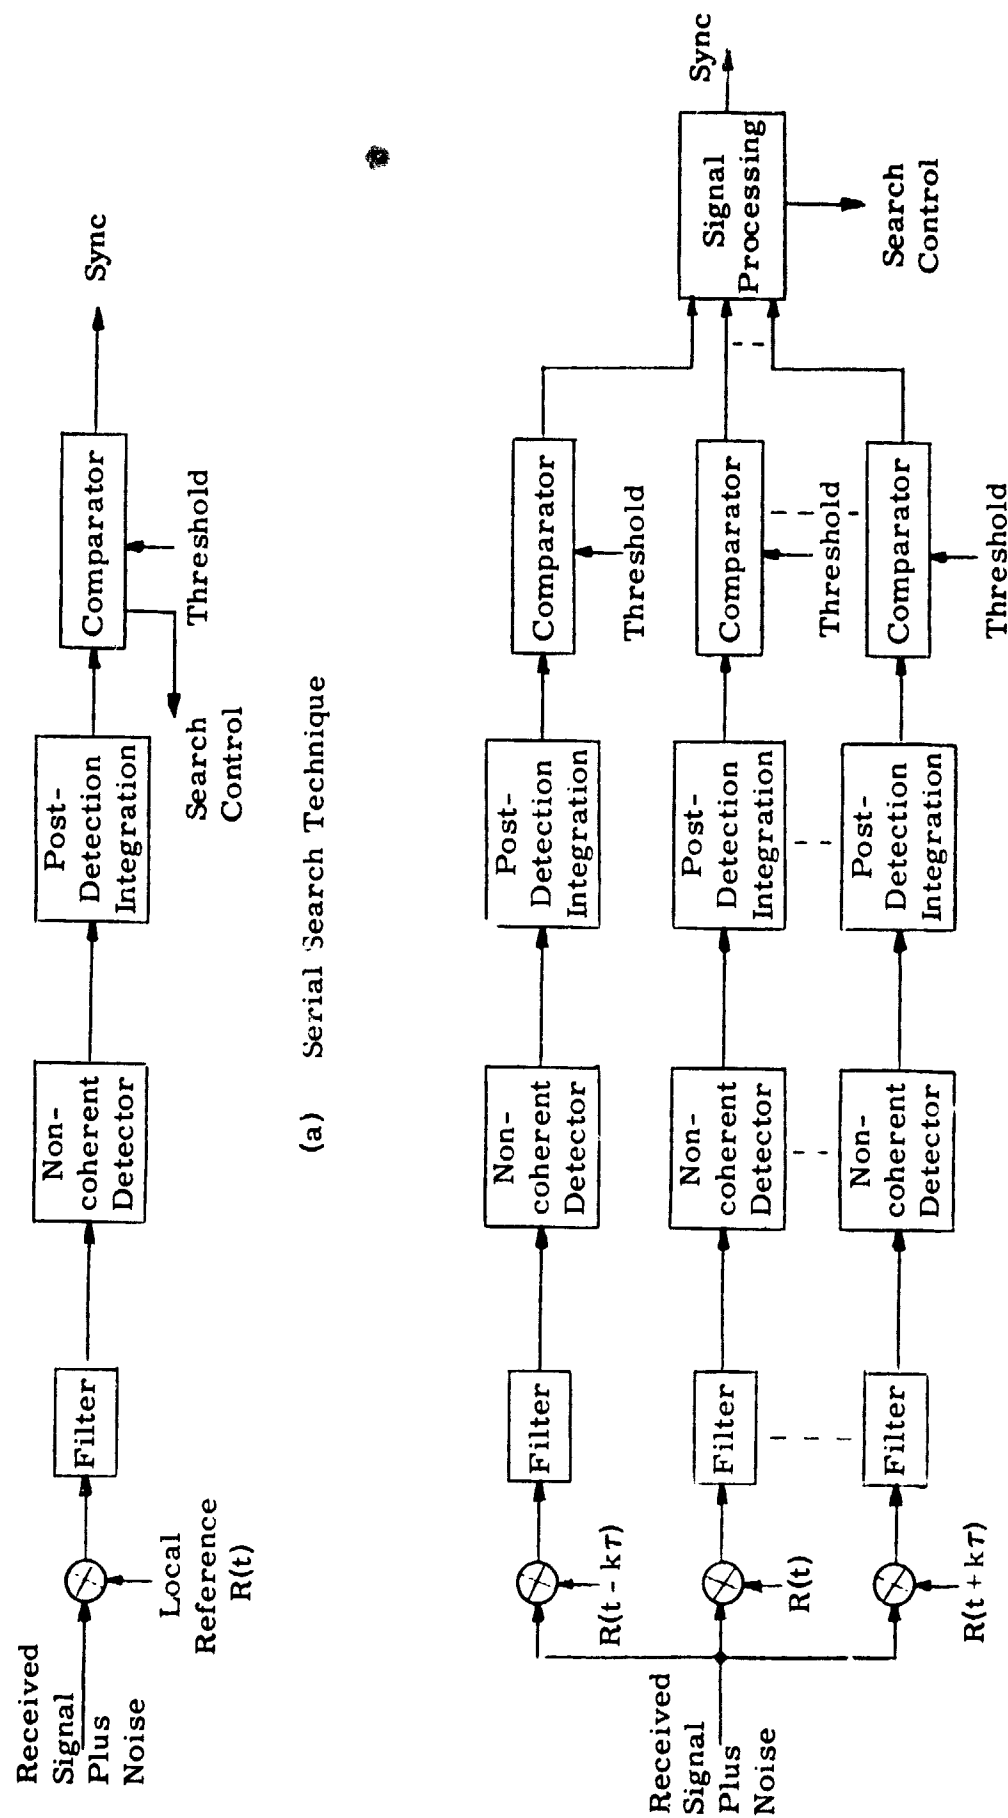 Received
Signal
Plus
Noise
Local
Reference
R(t)
Filter
Non-
coherent
Detector
Post-
Detection
Integration
Comparator
Threshold
Search
Control
Sync
(a) Serial Search Technique
Received
Signal
Plus
Noise
R(t - kτ)
Filter
Non-
coherent
Detector
Post-
Detection
Integration
Comparator
Threshold
R(t)
Filter
Non-
coherent
Detector
Post-
Detection
Integration
Comparator
Threshold
R(t + kτ)
Filter
Non-
coherent
Detector
Post-
Detection
Integration
Comparator
Threshold
Signal
Processing
Sync
Search
Control